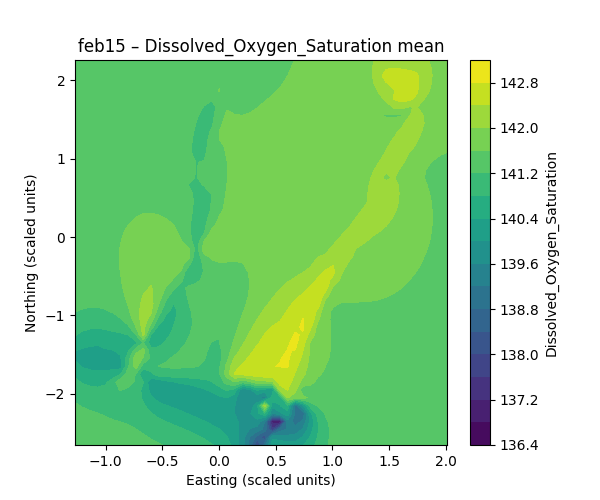 feb15 – Dissolved_Oxygen_Saturation mean
2
1
0
−1
−2
Northing (scaled units)
−1.0 −0.5 0.0 0.5 1.0 1.5 2.0
Easting (scaled units)
142.8
142.0
141.2
140.4
139.6
138.8
138.0
137.2
136.4
Dissolved_Oxygen_Saturation